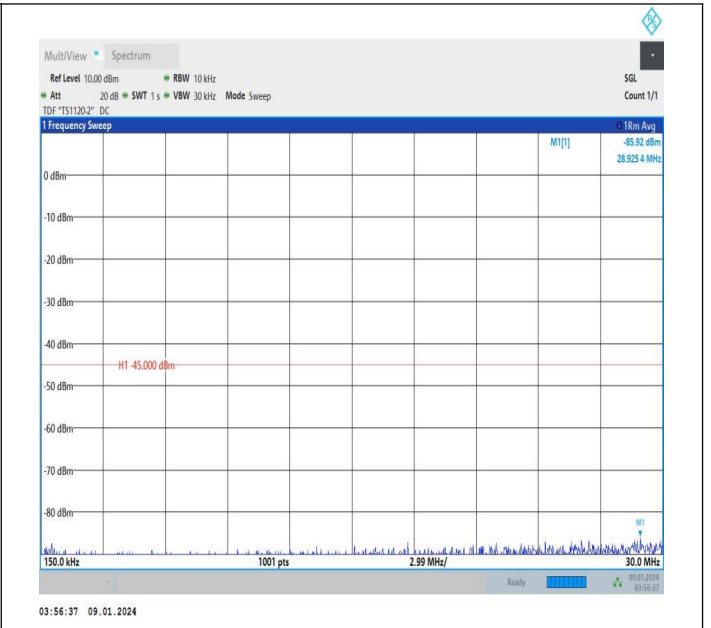 R S
MultiView Spectrum
Ref Level 10.00 dBm RBW 10 kHz SGL
Att 20 dB SWT 1 s VBW 30 kHz Mode Sweep Count 1/1
TDF "TS1120-2" DC
1 Frequency Sweep 1Rm Avg
M1[1] -85.92 dBm
28.925 4 MHz
0 dBm
-10 dBm
-20 dBm
-30 dBm
-40 dBm
H1 -45.000 dBm
-50 dBm
-60 dBm
-70 dBm
-80 dBm
M1
150.0 kHz 1001 pts 2.99 MHz/ 30.0 MHz
Ready 09.01.2024
03:56:37
03:56:37 09.01.2024